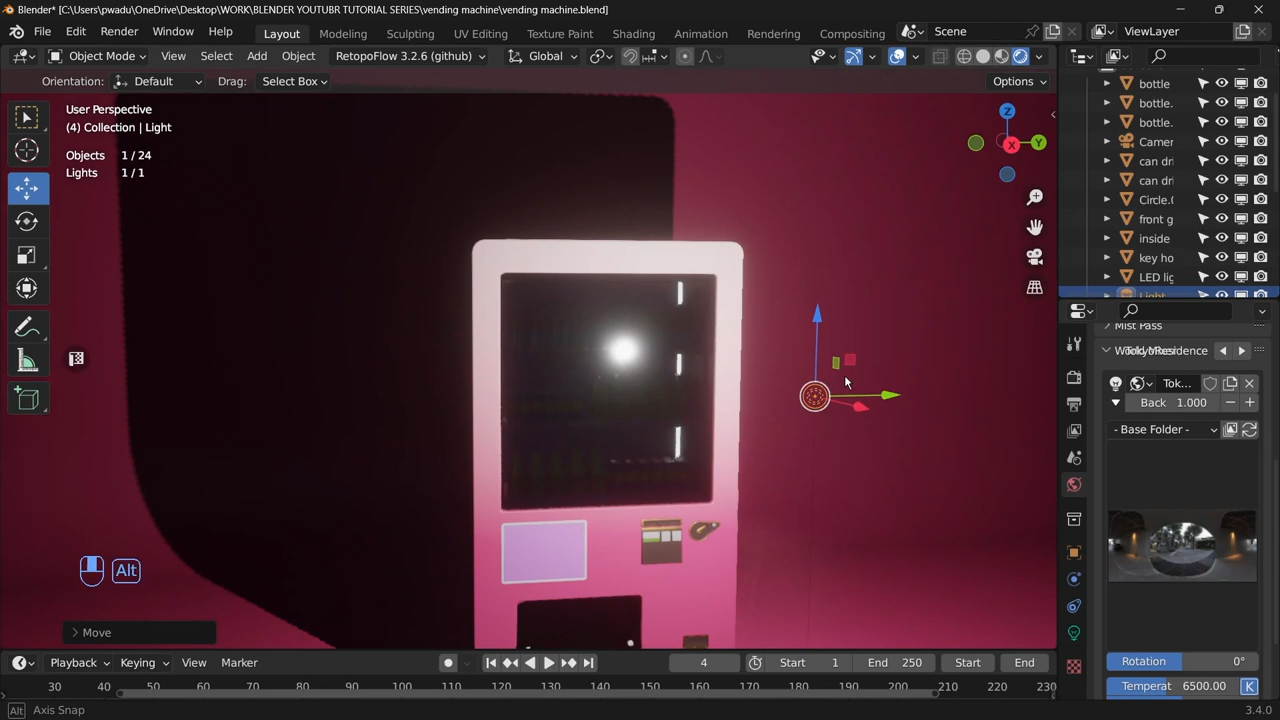 Blender* [C:\Users\pwadu\OneDrive\Desktop\WORK\BLENDER YOUTUBR TUTORIAL SERIES\vending machine\vending machine.blend]
File Edit Render Window Help Layout Modeling Sculpting UV Editing Texture Paint Shading Animation Rendering Compositing Scene ViewLayer
Object Mode View Select Add Object RetopoFlow 3.2.6 (github) Global
Orientation: Default Drag: Select Box Options
User Perspective
(4) Collection | Light
Objects 1 / 24
Lights 1 / 1
Z
Y
X
bottle
bottle.
bottle.
Camer
can dri
can dri
Circle.(
front g
inside
key ho
LED lig
Light
Mist Pass
World
Tok...
Back 1.000
- Base Folder -
Rotation 0°
Temperat 6500.00 K
Alt
Move
Playback Keying View Marker 4 Start 1 End 250 Start End
30 40 50 60 70 80 90 100 110 120 130 140 150 160 170 180 190 200 210 220 230
Alt Axis Snap 3.4.0